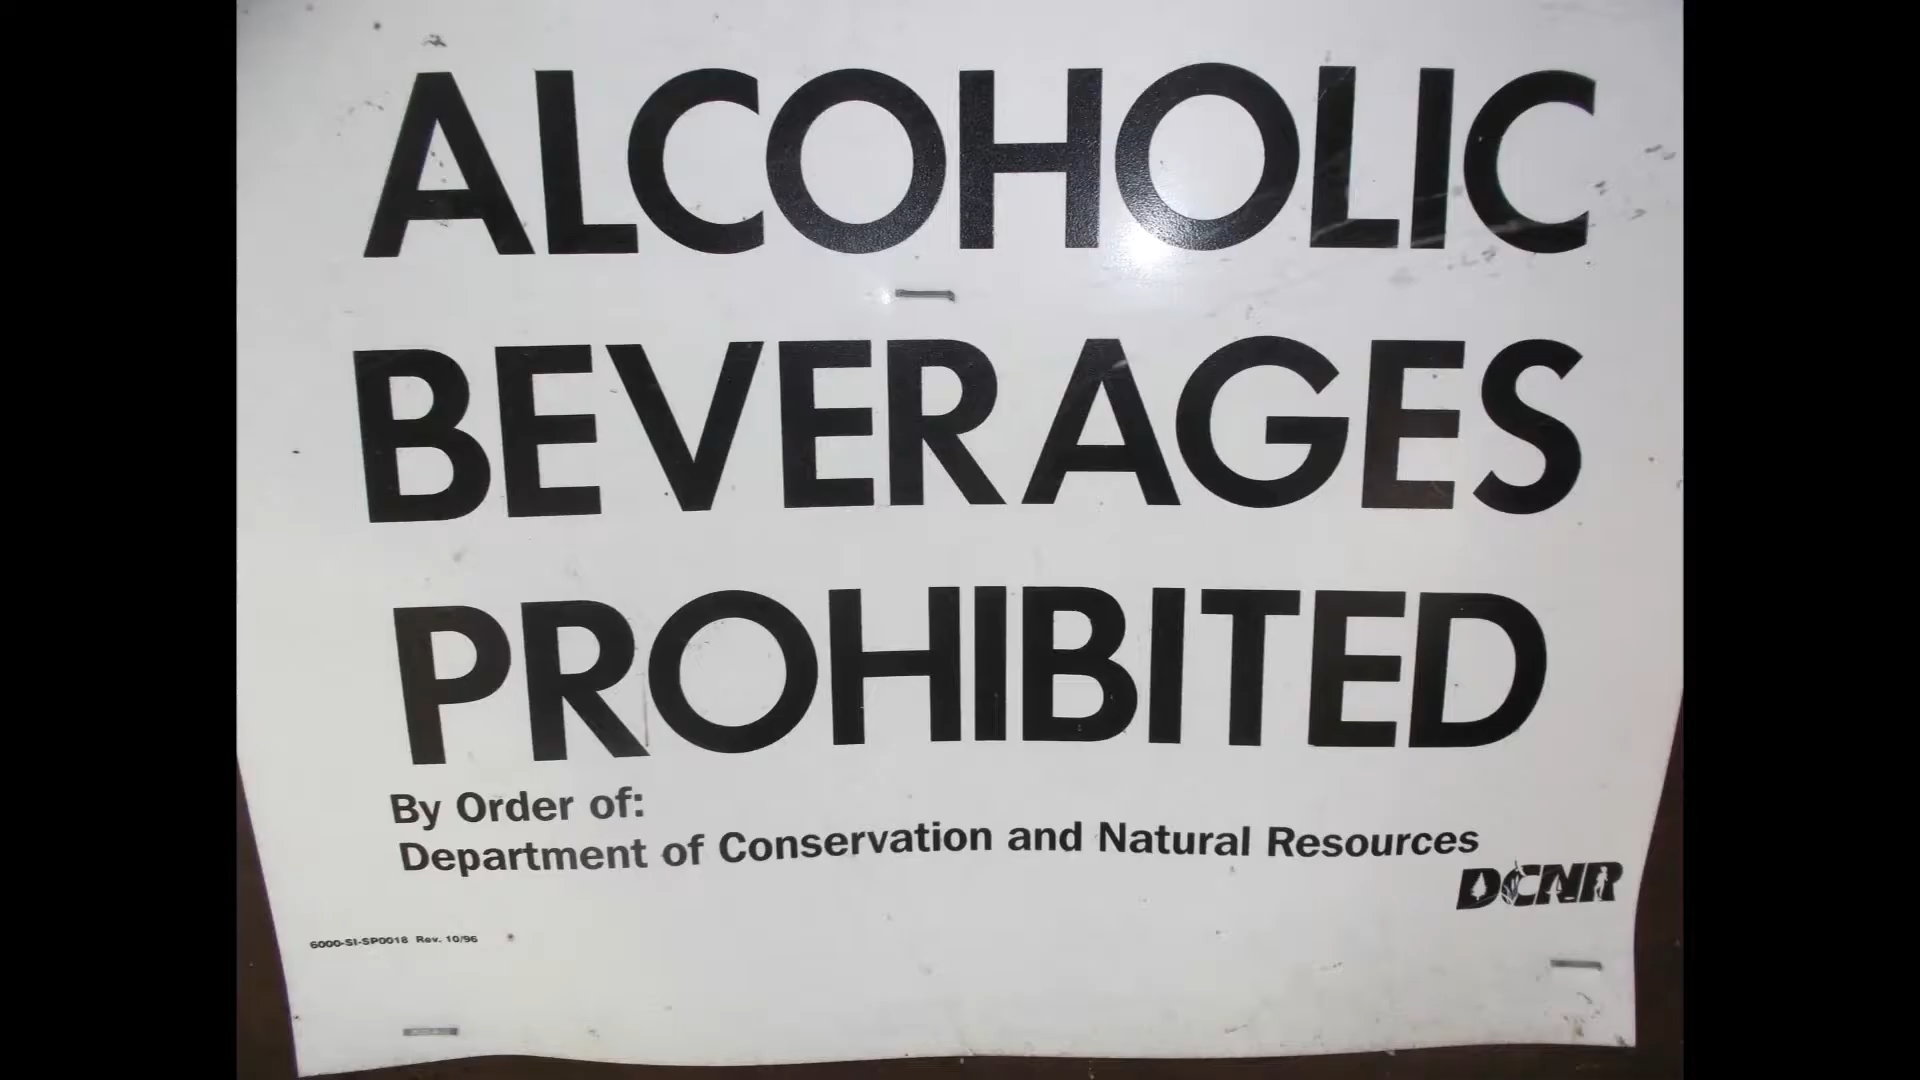 ALCOHOLIC
BEVERAGES
PROHIBITED
By Order of:
Department of Conservation and Natural Resources
DCNR
6000-SI-SP0018 Rev. 10/96